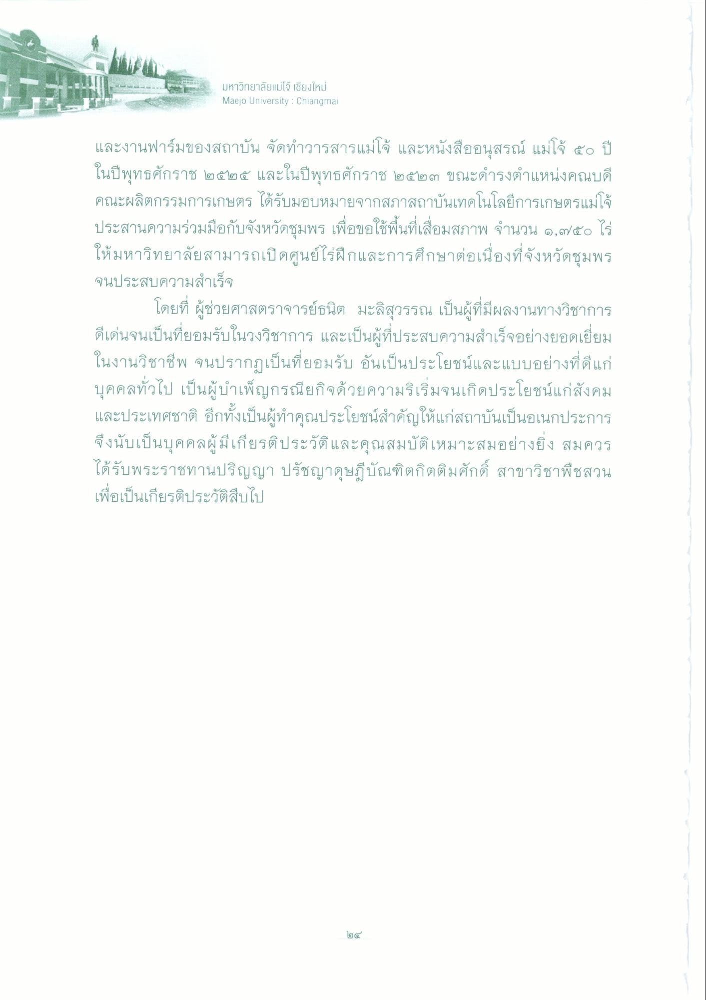 มหาวิทยาลัยแม่โจ้ เชียงใหม่
Maejo University : Chiangmai
และงานฟาร์มของสถาบัน จัดทำวารสารแม่โจ้ และหนังสืออนุสรณ์ แม่โจ้ ๕๐ ปี
ในปีพุทธศักราช ๒๕๒๕ และในปีพุทธศักราช ๒๕๒๓ ขณะดำรงตำแหน่งคณบดี
คณะผลิตกรรมการเกษตร ได้รับมอบหมายจากสภาสถาบันเทคโนโลยีการเกษตรแม่โจ้
ประสานความร่วมมือกับจังหวัดชุมพร เพื่อขอใช้พื้นที่เสื่อมสภาพ จำนวน ๑,๗๕๐ ไร่
ให้มหาวิทยาลัยสามารถเปิดศูนย์ไร่ฝึกและการศึกษาต่อเนื่องที่จังหวัดชุมพร
จนประสบความสำเร็จ
โดยที่ ผู้ช่วยศาสตราจารย์ธนิต มะลิสุวรรณ เป็นผู้ที่มีผลงานทางวิชาการ
ดีเด่นจนเป็นที่ยอมรับในวงวิชาการ และเป็นผู้ที่ประสบความสำเร็จอย่างยอดเยี่ยม
ในงานวิชาชีพ จนปรากฏเป็นที่ยอมรับ อันเป็นประโยชน์และแบบอย่างที่ดีแก่
บุคคลทั่วไป เป็นผู้บำเพ็ญกรณียกิจด้วยความริเริ่มจนเกิดประโยชน์แก่สังคม
และประเทศชาติ อีกทั้งเป็นผู้ทำคุณประโยชน์สำคัญให้แก่สถาบันเป็นอเนกประการ
จึงนับเป็นบุคคลผู้มีเกียรติประวัติและคุณสมบัติเหมาะสมอย่างยิ่ง สมควร
ได้รับพระราชทานปริญญา ปรัชญาดุษฎีบัณฑิตกิตติมศักดิ์ สาขาวิชาพืชสวน
เพื่อเป็นเกียรติประวัติสืบไป
๒๔